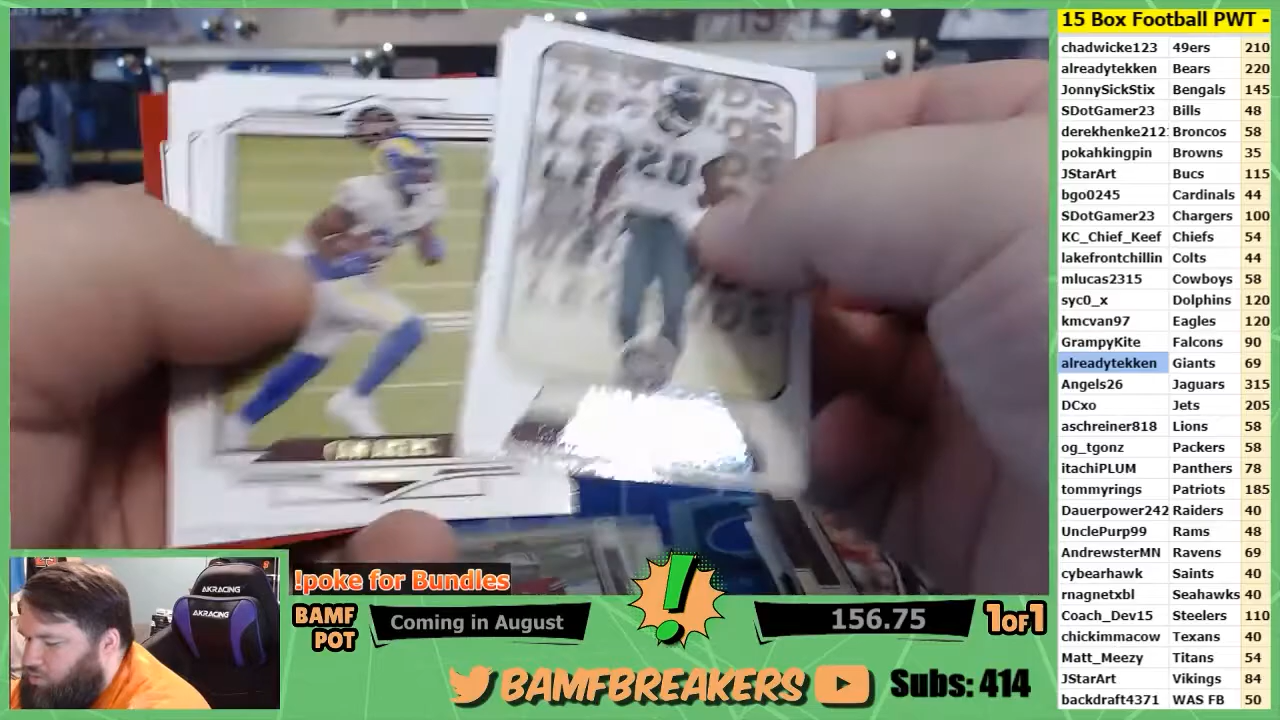 15 Box Football PWT -
chadwicke123 49ers 210
alreadytekken Bears 220
JonnySickStix Bengals 145
SDotGamer23 Bills 48
derekhenke212 Broncos 58
pokahkingpin Browns 35
JStarArt Bucs 115
bgo0245 Cardinals 44
SDotGamer23 Chargers 100
KC_Chief_Keef Chiefs 54
lakefrontchillin Colts 44
mlucas2315 Cowboys 58
syc0_x Dolphins 120
kmcvan97 Eagles 120
GrampyKite Falcons 90
alreadytekken Giants 69
Angels26 Jaguars 315
DCxo Jets 205
aschreiner818 Lions 58
og_tgonz Packers 58
itachiPLUM Panthers 78
tommyrings Patriots 185
Dauerpower242 Raiders 40
UnclePurp99 Rams 48
AndrewsterMN Ravens 69
cybearhawk Saints 40
rnagnetxbl Seahawks 40
Coach_Dev15 Steelers 110
chickimmacow Texans 40
Matt_Meezy Titans 54
JStarArt Vikings 84
backdraft4371 WAS FB 50
20
AKRACING
AKRACING
!poke for Bundles
BAMF POT
Coming in August
!
156.75
1OF1
BAMFBREAKERS
Subs: 414